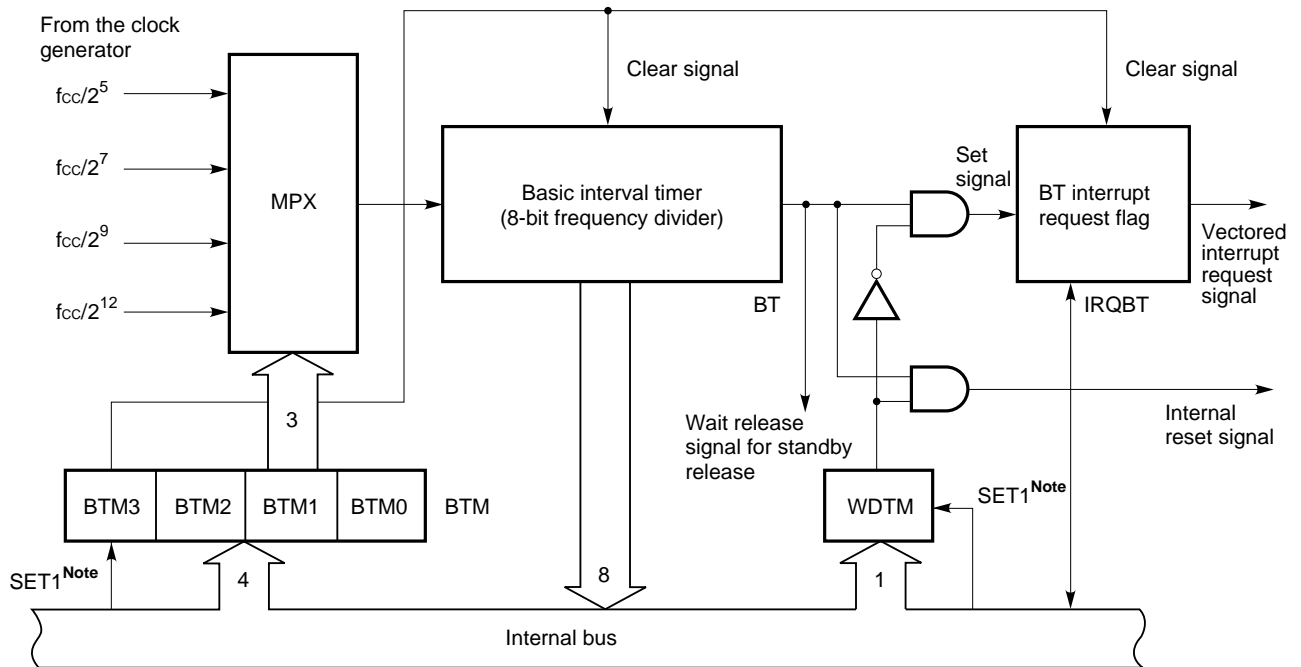 From the clock
generator
fCC/2^5
fCC/2^7
fCC/2^9
fCC/2^12
MPX
3
Clear signal
Clear signal
Basic interval timer
(8-bit frequency divider)
BT
Set
signal
BT interrupt
request flag
IRQBT
Vectored
interrupt
request
signal
Wait release
signal for standby
release
Internal
reset signal
BTM3
BTM2
BTM1
BTM0
BTM
WDTM
SET1Note
SET1Note
4
8
1
Internal bus